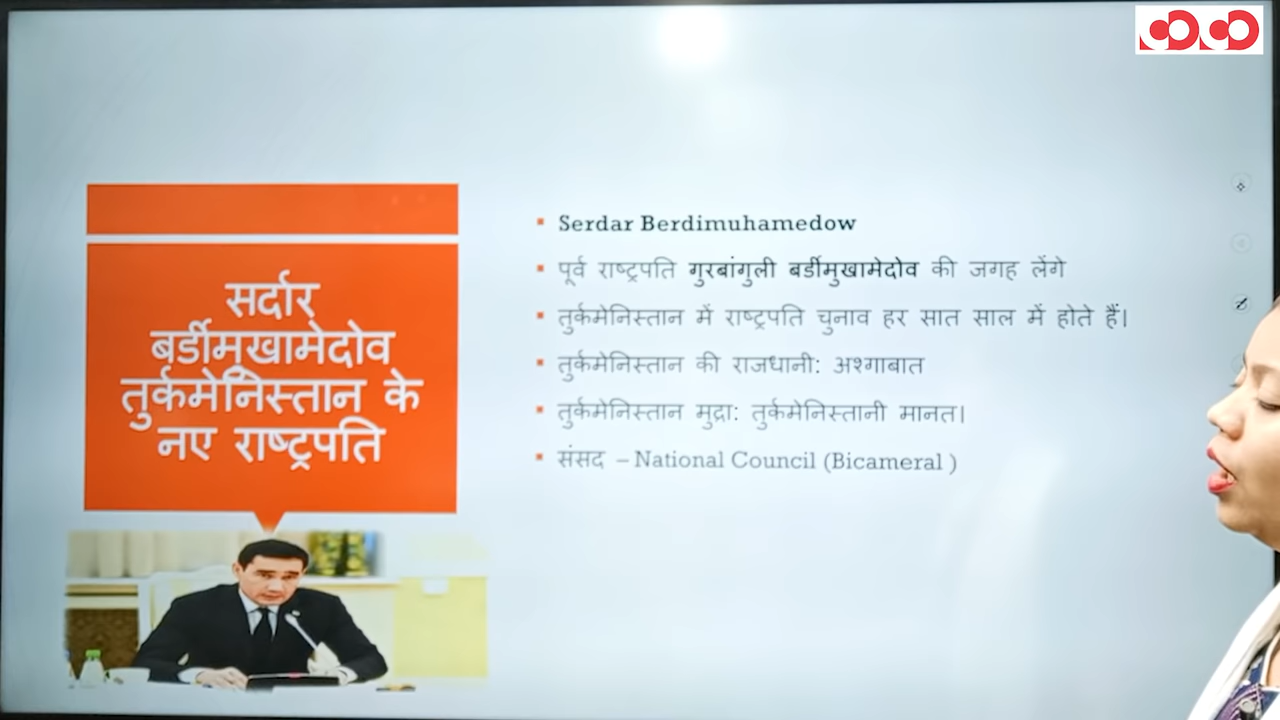 सर्दार
बर्डीमुखामेदोव
तुर्कमेनिस्तान के
नए राष्ट्रपति
Serdar Berdimuhamedow
पूर्व राष्ट्रपति गुरबांगुली बर्डीमुखामेदोव की जगह लेंगे
तुर्कमेनिस्तान में राष्ट्रपति चुनाव हर सात साल में होते हैं।
तुर्कमेनिस्तान की राजधानी: अश्गाबात
तुर्कमेनिस्तान मुद्रा: तुर्कमेनिस्तानी मानत।
संसद – National Council (Bicameral )